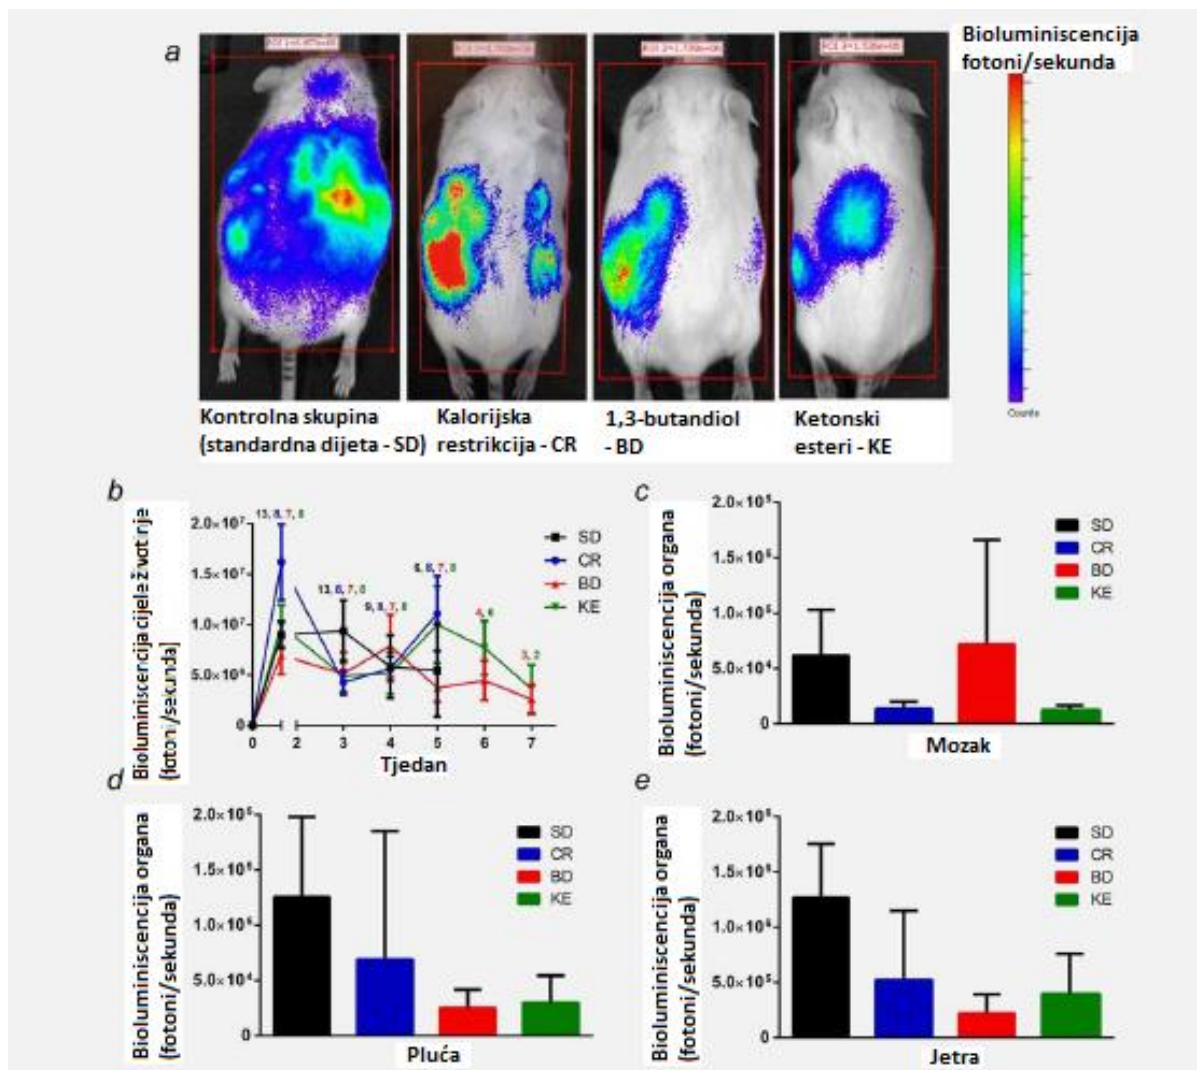 a
Bioluminiscencija
fotoni/sekunda
Counts
Kontrolna skupina
(standardna dijeta - SD)
Kalorijska
restrikcija - CR
1,3-butandiol
- BD
Ketonski
esteri - KE
b
Bioluminiscencija cijele životinje
(fotoni/sekunda)
2.0×10⁷
1.5×10⁷
1.0×10⁷
5.0×10⁶
0
13, 8, 7, 8
13, 8, 7, 8
9, 8, 7, 8
6, 8, 7, 8
4, 6
3, 2
SD
CR
BD
KE
0 2 3 4 5 6 7
Tjedan
c
Bioluminiscencija organa
(fotoni/sekunda)
2.0×10⁵
1.5×10⁵
1.0×10⁵
5.0×10⁴
0
SD
CR
BD
KE
Mozak
d
Bioluminiscencija organa
(fotoni/sekunda)
2.0×10⁵
1.5×10⁵
1.0×10⁵
5.0×10⁴
0
SD
CR
BD
KE
Pluća
e
Bioluminiscencija organa
(fotoni/sekunda)
2.0×10⁶
1.5×10⁶
1.0×10⁶
5.0×10⁵
0
SD
CR
BD
KE
Jetra